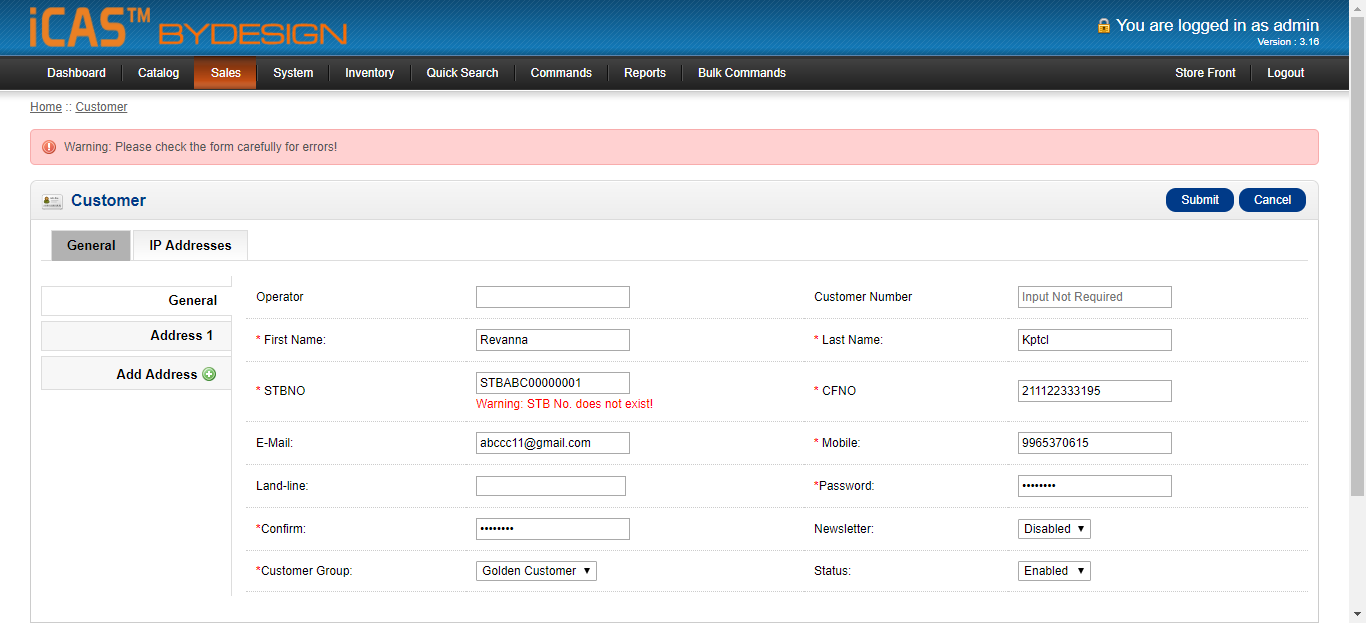 iCAS™ BYDESIGN
You are logged in as admin
Version : 3.16
Dashboard Catalog Sales System Inventory Quick Search Commands Reports Bulk Commands Store Front Logout
Home :: Customer
Warning: Please check the form carefully for errors!
Customer Submit Cancel
General IP Addresses
General
Address 1
Add Address
Operator Customer Number Input Not Required
* First Name: Revanna * Last Name: Kptcl
* STBNO STBABC00000001 * CFNO 211122333195
Warning: STB No. does not exist!
E-Mail: abccc11@gmail.com * Mobile: 9965370615
Land-line: *Password: ••••••••
*Confirm: •••••••• Newsletter: Disabled
*Customer Group: Golden Customer Status: Enabled